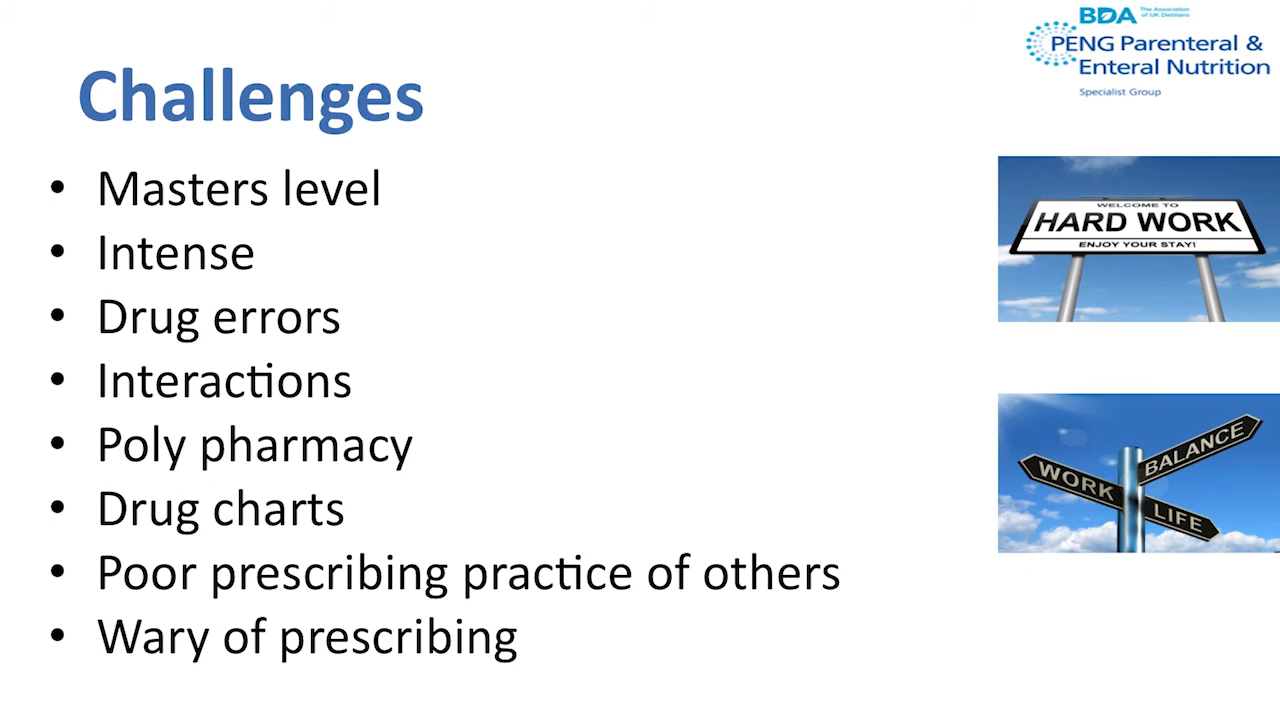 BDA The Association
of UK Dietitians
PENG Parenteral &
Enteral Nutrition
Specialist Group
Challenges
• Masters level
• Intense
• Drug errors
• Interactions
• Poly pharmacy
• Drug charts
• Poor prescribing practice of others
• Wary of prescribing
WELCOME TO
HARD WORK
ENJOY YOUR STAY!
BALANCE
WORK
LIFE